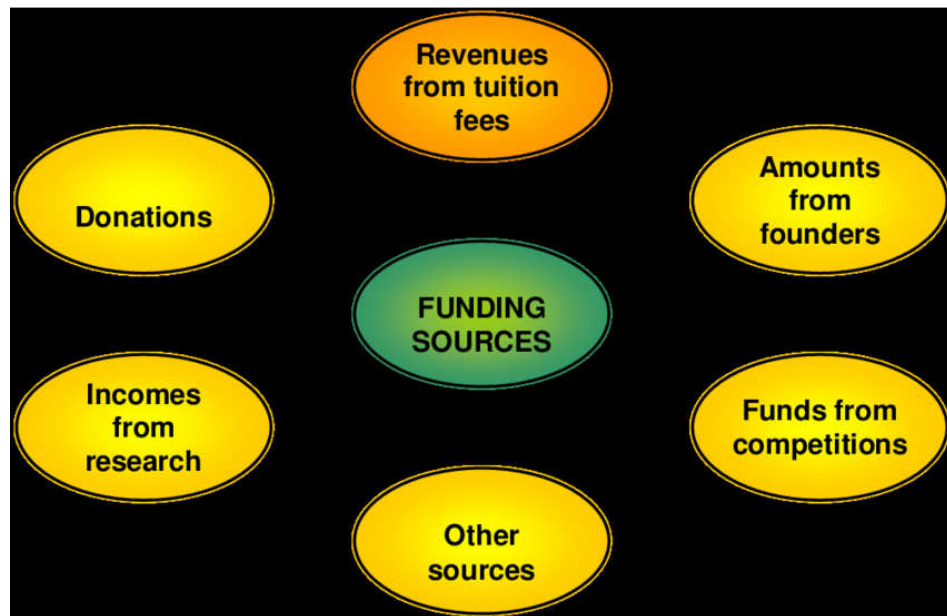 Revenues
from tuition
fees
Donations
Amounts
from
founders
FUNDING
SOURCES
Incomes
from
research
Funds from
competitions
Other
sources